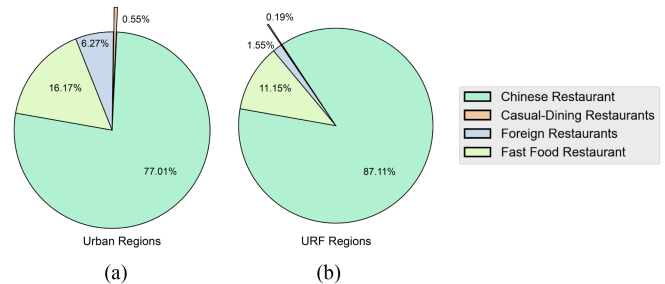 0.55%
6.27%
16.17%
77.01%
Urban Regions
(a)
0.19%
1.55%
11.15%
87.11%
URF Regions
(b)
Chinese Restaurant
Casual-Dining Restaurants
Foreign Restaurants
Fast Food Restaurant